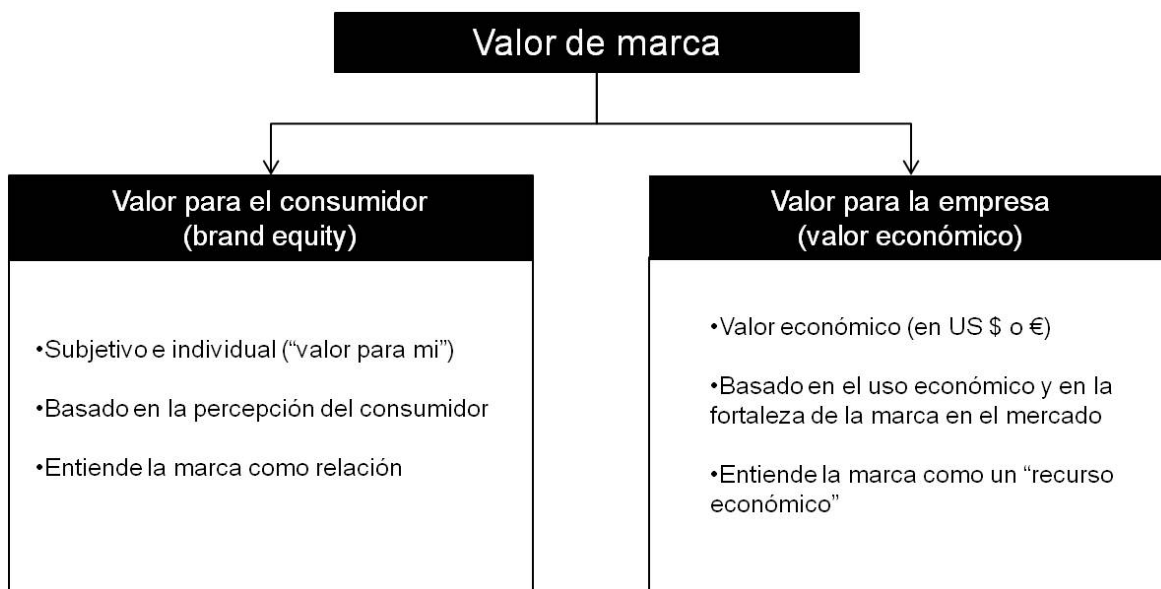 Valor de marca
Valor para el consumidor
(brand equity)
•Subjetivo e individual (“valor para mi”)
•Basado en la percepción del consumidor
•Entiende la marca como relación
Valor para la empresa
(valor económico)
•Valor económico (en US $ o €)
•Basado en el uso económico y en la
fortaleza de la marca en el mercado
•Entiende la marca como un “recurso
económico”